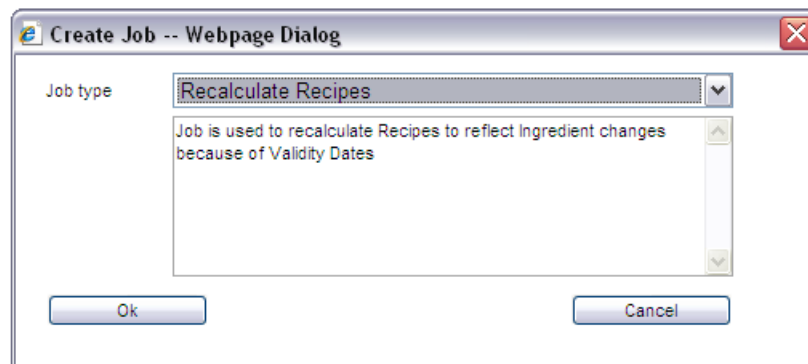 Create Job -- Webpage Dialog
Job type
Recalculate Recipes
Job is used to recalculate Recipes to reflect Ingredient changes
because of Validity Dates
Ok
Cancel